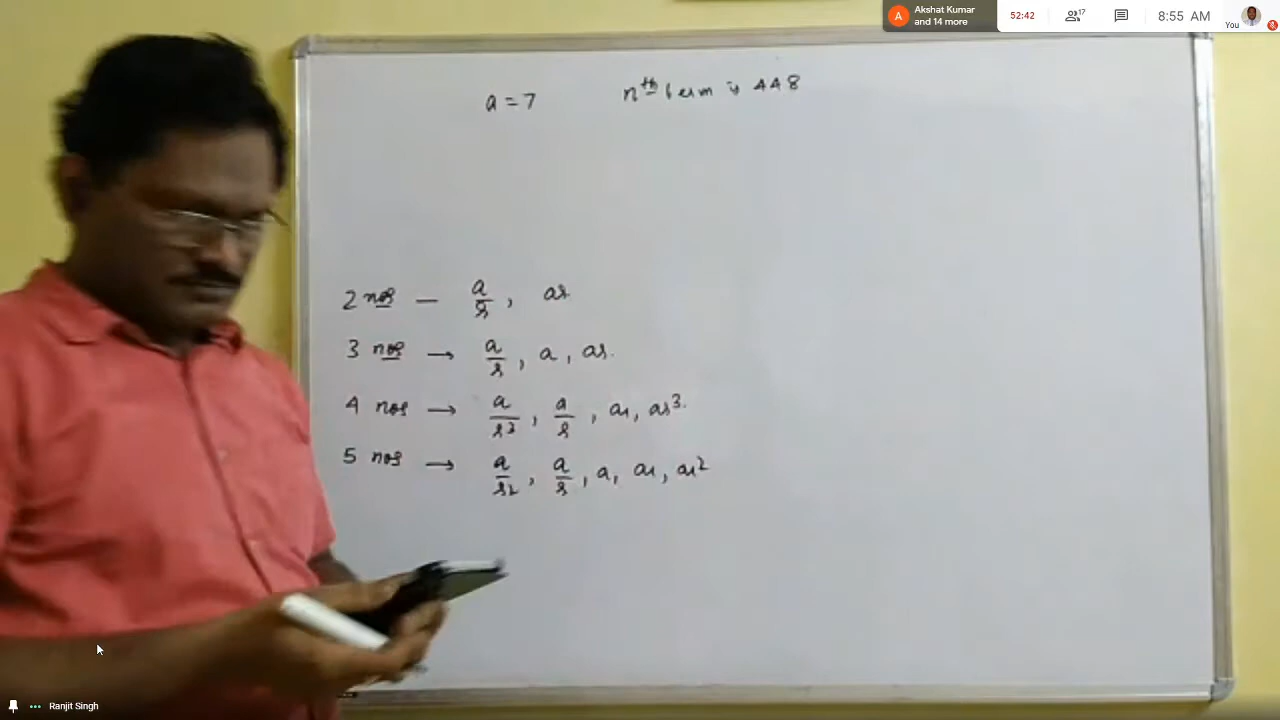 Akshat Kumar
and 14 more
A
52:42
17
8:55 AM
You
a = 7 nth term is 448
2 nos — a/r, ar
3 nos → a/r, a, ar.
4 nos → a/r³, a/r, ar, ar³.
5 nos → a/r², a/r, a, ar, ar²
Ranjit Singh